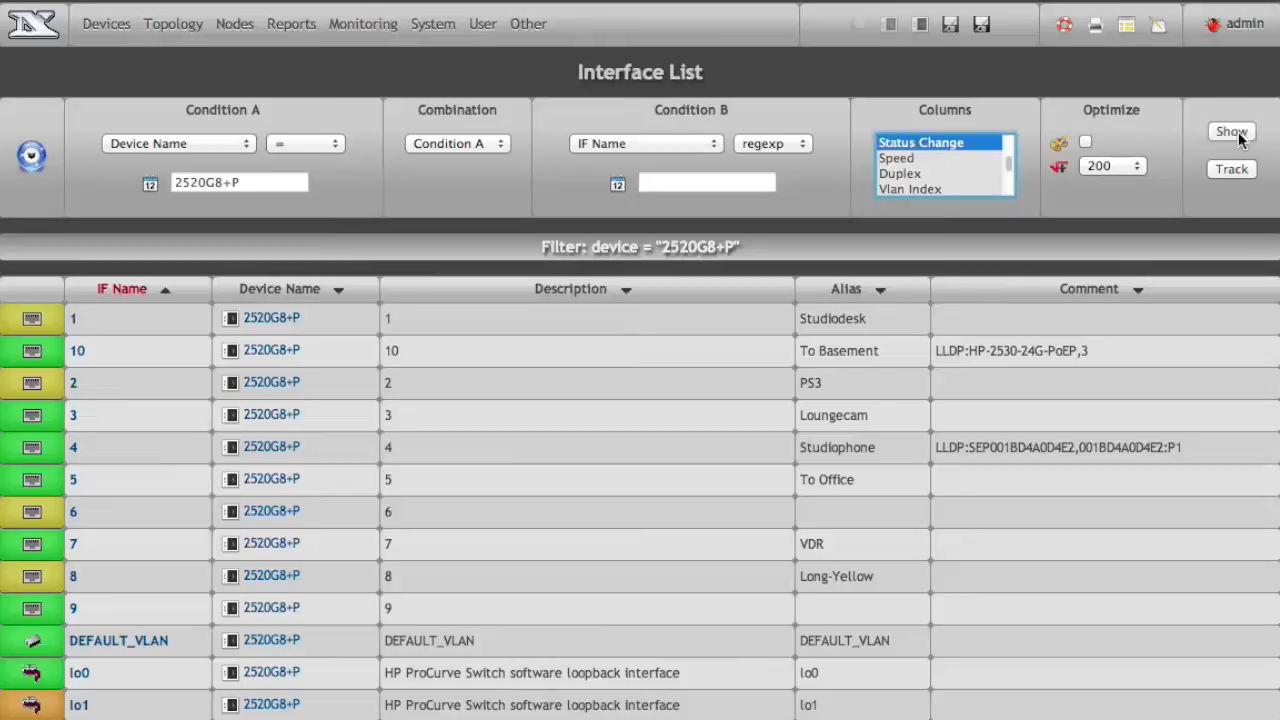 Devices Topology Nodes Reports Monitoring System User Other admin
Interface List
Condition A Combination Condition B Columns Optimize
Device Name = Condition A IF Name regexp Status Change Show
Speed
Duplex 200 Track
12 2520G8+P 12 Vlan Index
Filter: device = "2520G8+P"
IF Name Device Name Description Alias Comment
1 2520G8+P 1 Studiodesk
10 2520G8+P 10 To Basement LLDP:HP-2530-24G-PoEP,3
2 2520G8+P 2 PS3
3 2520G8+P 3 Loungecam
4 2520G8+P 4 Studiophone LLDP:SEP001BD4A0D4E2,001BD4A0D4E2:P1
5 2520G8+P 5 To Office
6 2520G8+P 6
7 2520G8+P 7 VDR
8 2520G8+P 8 Long-Yellow
9 2520G8+P 9
DEFAULT_VLAN 2520G8+P DEFAULT_VLAN DEFAULT_VLAN
lo0 2520G8+P HP ProCurve Switch software loopback interface lo0
lo1 2520G8+P HP ProCurve Switch software loopback interface lo1